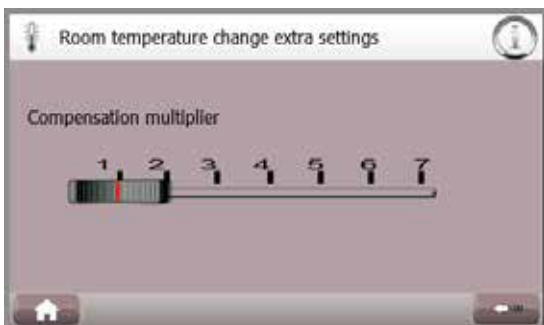 Room temperature change extra settings
Compensation multiplier
1 2 3 4 5 6 7